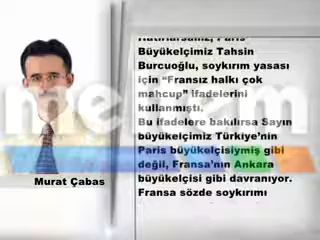 Hatırlarsanız, Paris
Büyükelçimiz Tahsin
Burcuoğlu, soykırım yasası
için “Fransız halkı çok
mahcup” ifadelerini
kullanmıştı.
Bu ifadelere bakılırsa Sayın
büyükelçimiz Türkiye’nin
Paris büyükelçisiymiş gibi
değil, Fransa’nın Ankara
büyükelçisi gibi davranıyor.
Fransa sözde soykırımı
Murat Çabas